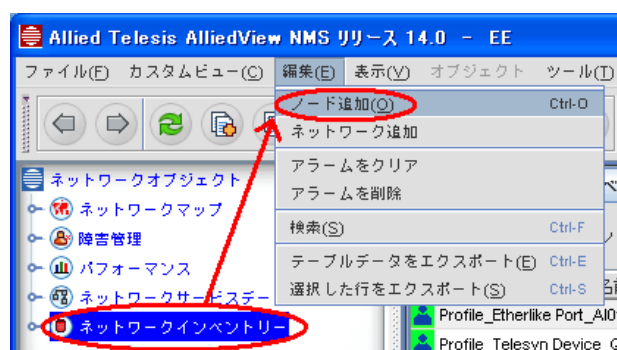 Allied Telesis AlliedView NMS リリース 14.0 - EE
ファイル(F) カスタムビュー(C) 編集(E) 表示(V) オブジェクト ツール(T)
ノード追加(O) Ctrl-O
ネットワーク追加
アラームをクリア
アラームを削除
検索(S) Ctrl-F
テーブルデータをエクスポート(E) Ctrl-E
選択した行をエクスポート(S) Ctrl-S
ネットワークオブジェクト
ネットワークマップ
障害管理
パフォーマンス
ネットワークサービスデー
ネットワークインベントリー
Profile_Etherlike Port_AI0
Profile_Telesyn Device_